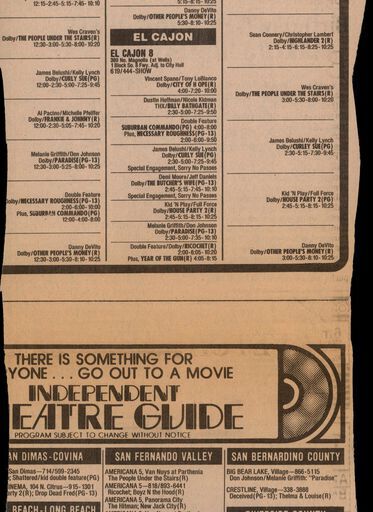 12:15-2:45-5:15-7:45- 10:10
Wes Craven's
Dolby/THE PEOPLE UNDER THE STAIRS(R)
12:30-3:00-5:30-8:00- 10:20
James Belushi/Kelly Lynch
Dolby/CURLY SUE(PG)
12:00-2:30-5:00-7:25-9:45
Al Pacino/Michelle Pfeiffer
Dolby/FRANKIE & JOHNNY(R)
12:00-2:30-5:05-7:45- 10:20
Melanie Griffith/Don Johnson
Dolby/PARADISE(PG-13)
12:30-3:00-5:25-8:00- 10:25
Double Feature
Dolby/NECESSARY ROUGHNESS(PG-13)
2:00-6:00-10:00
Plus, SUBURBAN COMMANDO(PG)
12:00-4:00-8:00
Danny DeVito
Dolby/OTHER PEOPLE'S MONEY(R)
12:30-3:00-5:30-8:10- 10:25
5:15-8:15- 10:25
Danny DeVito
Dolby/OTHER PEOPLE'S MONEY(R)
5:30-8:10- 10:25
EL CAJON
EL CAJON 8
380 No. Magnolia (at Wells)
1 Block So. 8 Fwy. Adj. to City Hall
619/444-SHOW
Vincent Spano/Tony LoBianco
Dolby/CITY OF HOPE(R)
4:00-7:20- 10:00
Dustin Hoffman/Nicole Kidman
THX/BILLY BATHGATE(R)
2:30-5:00-7:25-9:50
Double Feature
SUBURBAN COMMANDO(PG) 4:00-8:00
Plus, NECESSARY ROUGHNESS(PG-13)
2:00-6:00-9:50
James Belushi/Kelly Lynch
Dolby/CURLY SUE(PG)
2:30-5:00-7:25-9:45
Special Engagement, Sorry No Passes
Demi Moore/Jeff Daniels
Dolby/THE BUTCHER'S WIFE(PG-13)
2:45-5:15-7:45- 10:10
Special Engagement, Sorry No Passes
Kid 'N Play/Full Force
Dolby/HOUSE PARTY 2(R)
2:45-5:15-8:15- 10:25
Melanie Griffith/Don Johnson
Dolby/PARADISE(PG-13)
2:30-5:00-7:35- 10:10
Double Feature/Dolby/RICOCHET(R)
2:00-6:05- 10:20
Plus, YEAR OF THE GUN(R) 4:05-8:15
Sean Connery/Christopher Lambert
Dolby/HIGHLANDER 2(R)
2:15-4:15-6:15-8:25- 10:25
Wes Craven's
Dolby/THE PEOPLE UNDER THE STAIRS(R)
3:00-5:30-8:00- 10:20
James Belushi/Kelly Lynch
Dolby/CURLEY SUE(PG)
2:30-5:15-7:30-9:45
Kid 'N Play/Full Force
Dolby/HOUSE PARTY 2(PG)
2:45-5:15-8:15- 10:25
Danny DeVito
Dolby/OTHER PEOPLE'S MONEY(R)
3:00-5:30-8:10- 10:25
THERE IS SOMETHING FOR
YONE . . . GO OUT TO A MOVIE
INDEPENDENT
EATRE GUIDE
PROGRAM SUBJECT TO CHANGE WITHOUT NOTICE
AN DIMAS-COVINA
San Dimas—714/599-2345
; Shattered/kid double feature(PG)
INEMA, 104 N. Citrus—915-1301
arty 2(R); Drop Dead Fred(PG-13)
BEACH-LONG BEACH
SAN FERNANDO VALLEY
AMERICANA 5, Van Nuys at Parthenia
The People Under the Stairs(R)
AMERICANA 5—818/893-6441
Ricochet; Boyz N the Hood(R)
AMERICANA 5, Panorama City
The Hitman; New Jack City(R)
SAN BERNARDINO COUNTY
BIG BEAR LAKE, Village—866-5115
Don Johnson/Melanie Griffith: "Paradise"
CRESTLINE, Village—338-3888
Deceived(PG-13); Thelma & Louise(R)